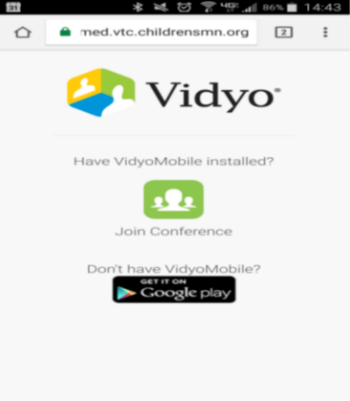 31 4G 86% 14:43
med.vtc.childrensmn.org 2
Vidyo®
Have VidyoMobile installed?
Join Conference
Don't have VidyoMobile?
GET IT ON
Google play